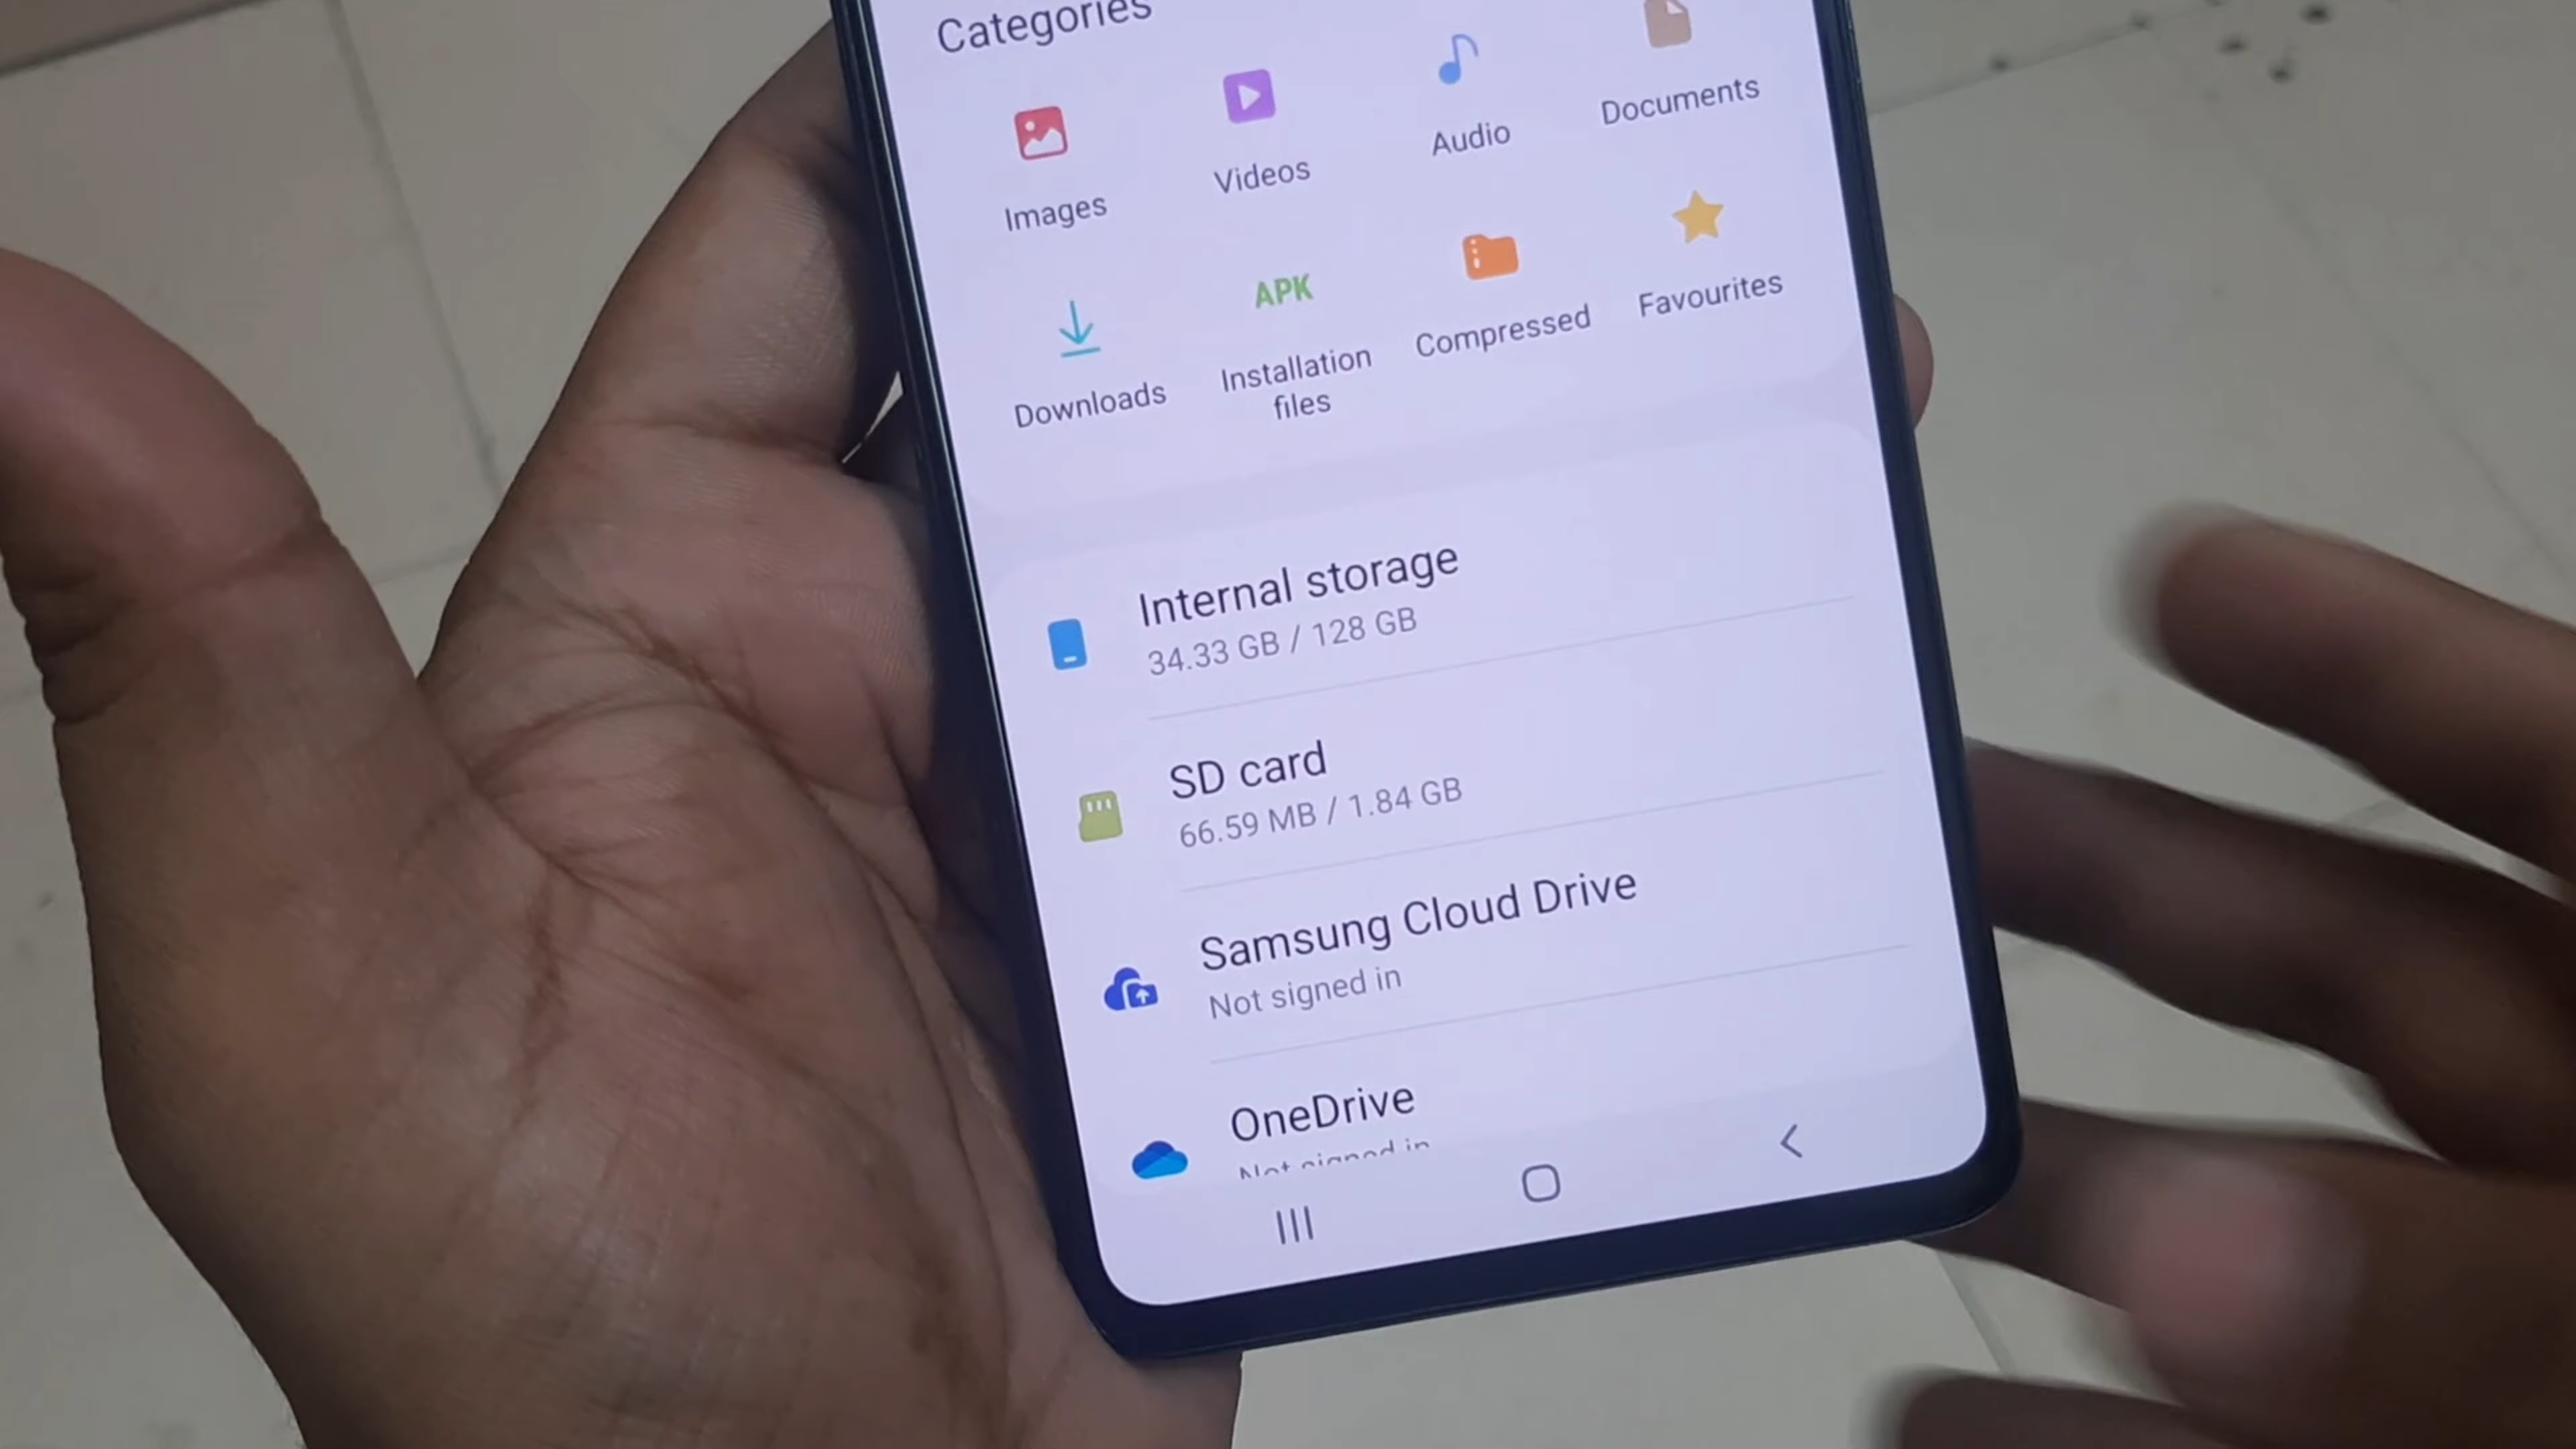 Categories
Images
Videos
Audio
Documents
Downloads
APK
Installation
files
Compressed
Favourites
Internal storage
34.33 GB / 128 GB
SD card
66.59 MB / 1.84 GB
Samsung Cloud Drive
Not signed in
OneDrive
Not signed in